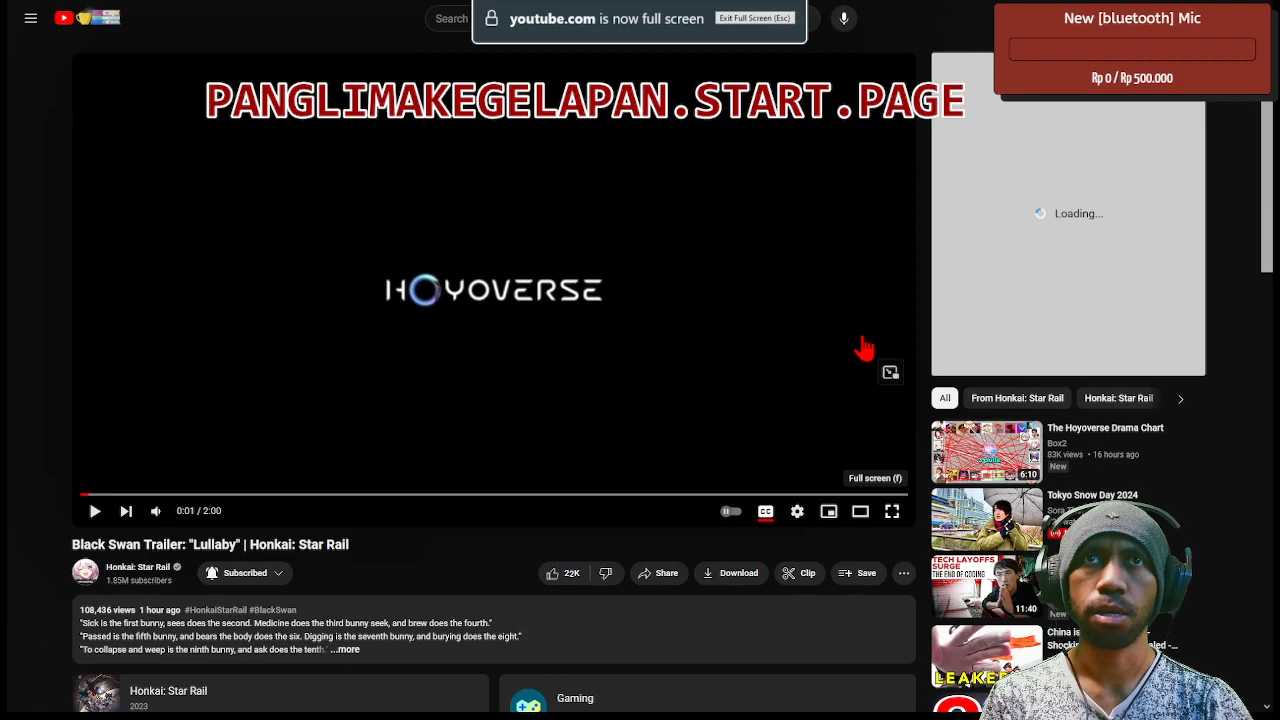 Search
youtube.com is now full screen
Exit Full Screen (Esc)
New [bluetooth] Mic
Rp 0 / Rp 500.000
PANGLIMAKEGELAPAN.START.PAGE
HOYOVERSE
Loading...
Full screen (f)
0:01 / 2:00
CC
Black Swan Trailer: "Lullaby" | Honkai: Star Rail
Honkai: Star Rail
1.85M subscribers
Subscribed
22K
Share
Download
Clip
Save
108,436 views 1 hour ago #HonkaiStarRail #BlackSwan
"Sick is the first bunny, sees does the second. Medicine does the third bunny seek, and brew does the fourth."
"Passed is the fifth bunny, and bears the body does the six. Digging is the seventh bunny, and burying does the eight."
"To collapse and weep is the ninth bunny, and ask does the tenth.' ...more
Honkai: Star Rail
2023
Gaming
All
From Honkai: Star Rail
Honkai: Star Rail
The Hoyoverse Drama Chart
Box2
83K views • 16 hours ago
New
6:10
Tokyo Snow Day 2024
Sora
TECH LAYOFFS
SURGE
THE END OF CODING
11:40
New
China is
Shocki
LEAKE